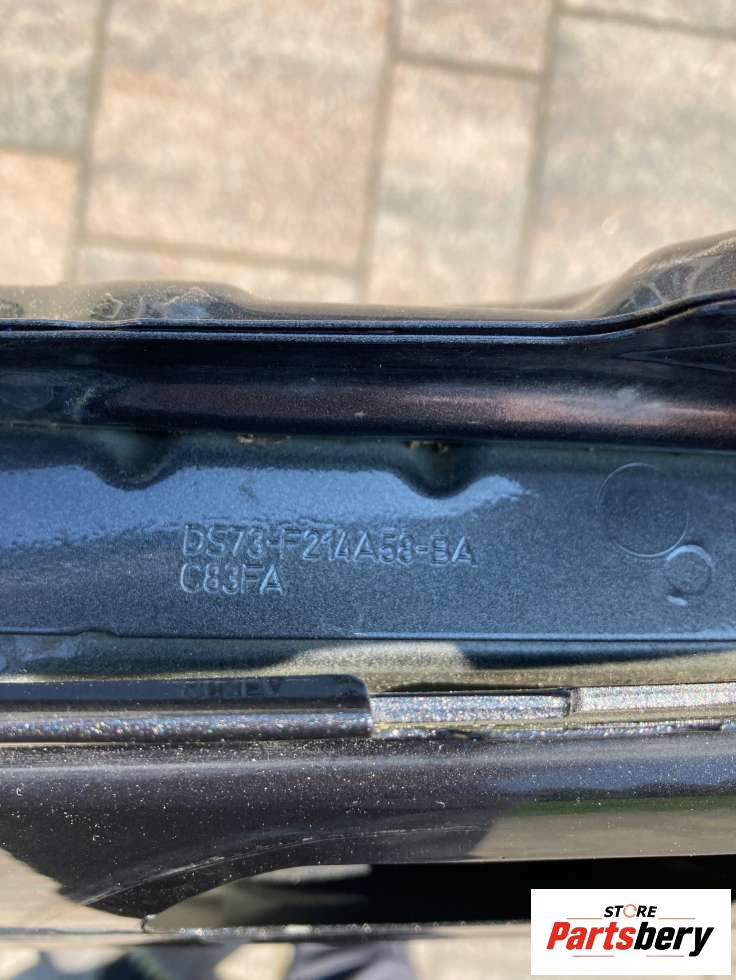 DS73-F214A58-BA
C83FA
STORE
Partsbery